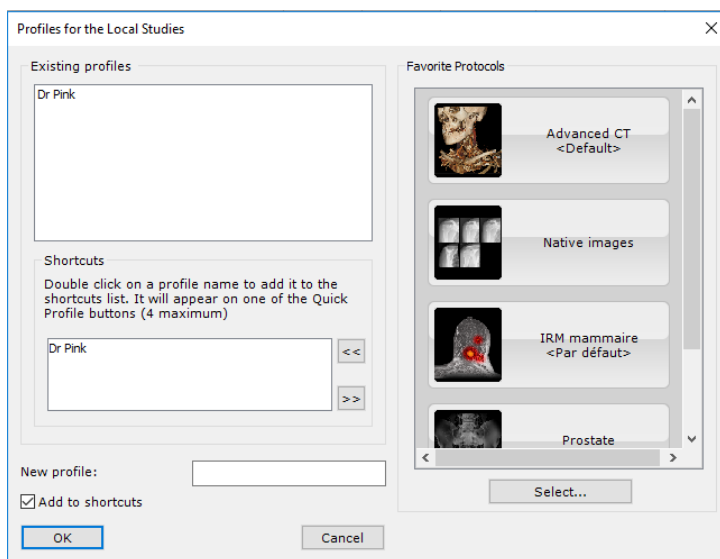 Profiles for the Local Studies
Existing profiles
Dr Pink
Shortcuts
Double click on a profile name to add it to the
shortcuts list. It will appear on one of the Quick
Profile buttons (4 maximum)
Dr Pink
<<
>>
New profile:
Add to shortcuts
OK
Cancel
Favorite Protocols
Advanced CT
<Default>
Native images
IRM mammaire
<Par défaut>
Prostate
Select...